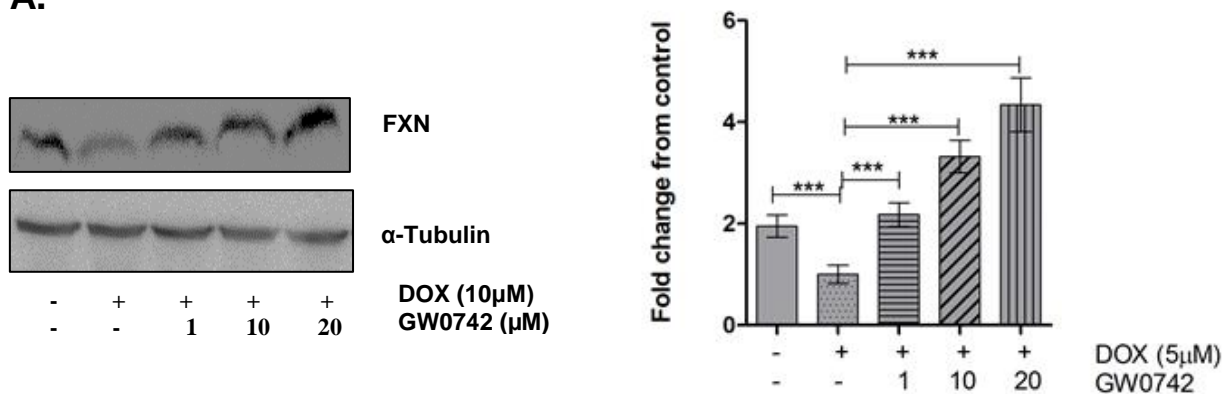 A.
FXN
α-Tubulin
- + + + + DOX (10µM)
- - 1 10 20 GW0742 (µM)
Fold change from control
6
4
2
0
***
***
***
***
- + + + + DOX (5µM)
- - 1 10 20 GW0742